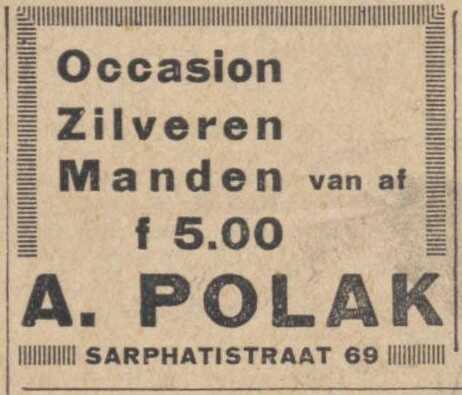 Occasion
Zilveren
Manden van af
f 5.00
A. POLAK
SARPHATISTRAAT 69